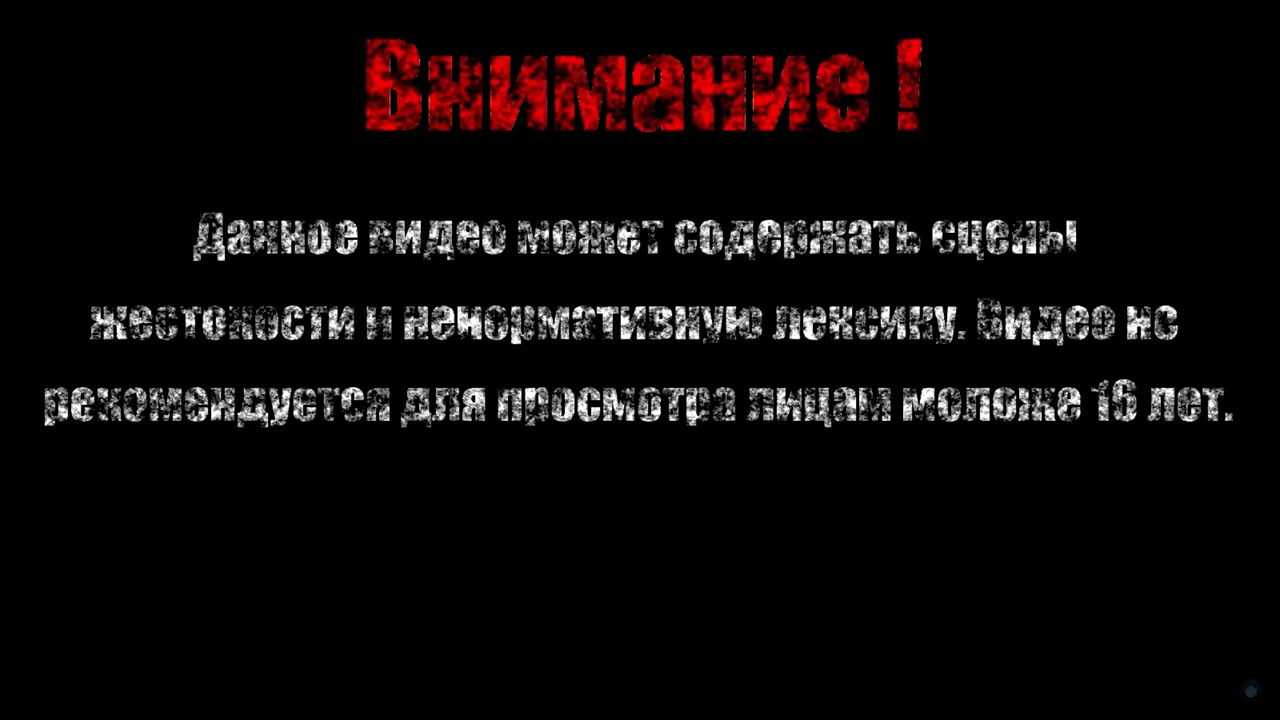 Внимание !
Данное видео может содержать сцены
жестокости и ненормативную лексику. Видео не
рекомендуется для просмотра лицам моложе 16 лет.